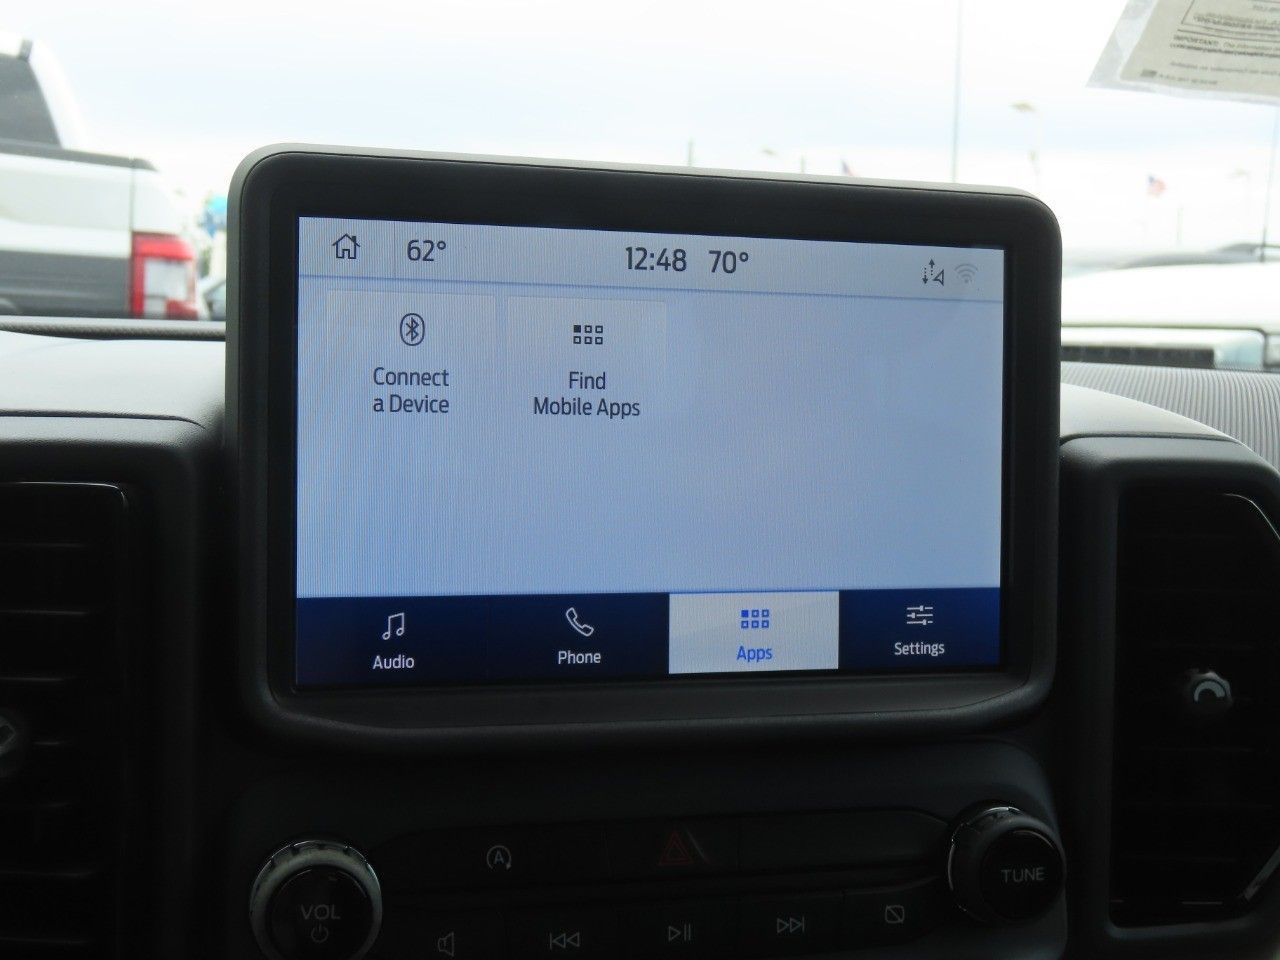 62°
12:48 70°
Connect
a Device
Find
Mobile Apps
Audio
Phone
Apps
Settings
A
VOL
TUNE